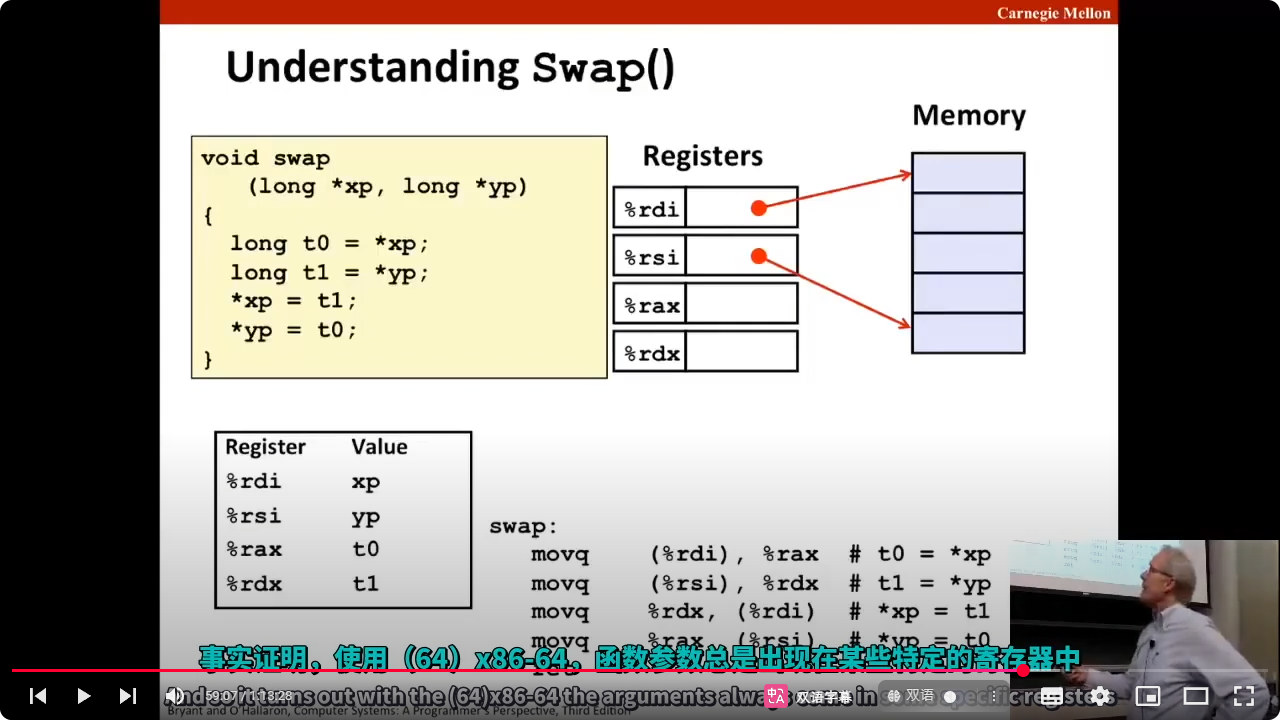 Carnegie Mellon
Understanding Swap()
void swap
(long *xp, long *yp)
{
long t0 = *xp;
long t1 = *yp;
*xp = t1;
*yp = t0;
}
Registers
%rdi
%rsi
%rax
%rdx
Memory
Register Value
%rdi xp
%rsi yp
%rax t0
%rdx t1
swap:
movq (%rdi), %rax # t0 = *xp
movq (%rsi), %rdx # t1 = *yp
movq %rdx, (%rdi) # *xp = t1
movq %rax, (%rsi) # *yp = t0
事实证明，使用（64）x86-64，函数参数总是出现在某些特定的寄存器中
And so it turns out with the (64)x86-64 the arguments always in specific registers
59:07 / 1:13:28
双语字幕
双语
Bryant and O'Hallaron, Computer Systems: A Programmer's Perspective, Third Edition